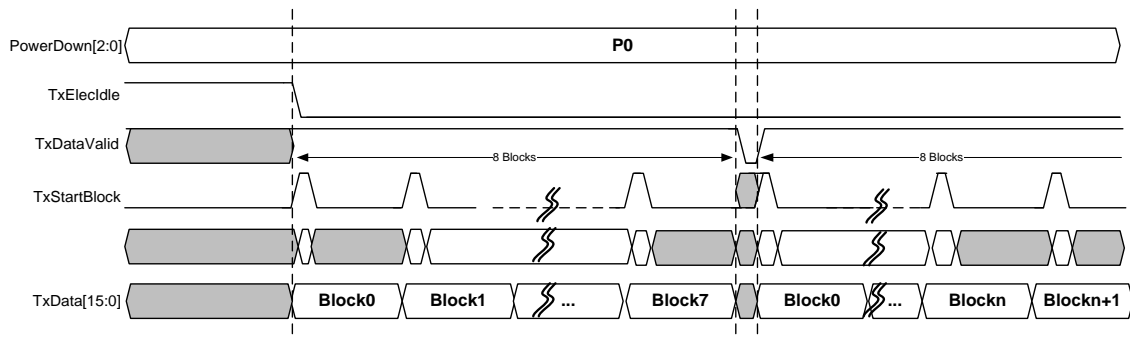 PowerDown[2:0]
P0
TxElecIdle
TxDataValid
8 Blocks
8 Blocks
TxStartBlock
TxData[15:0]
Block0
Block1
...
Block7
Block0
...
Blockn
Blockn+1